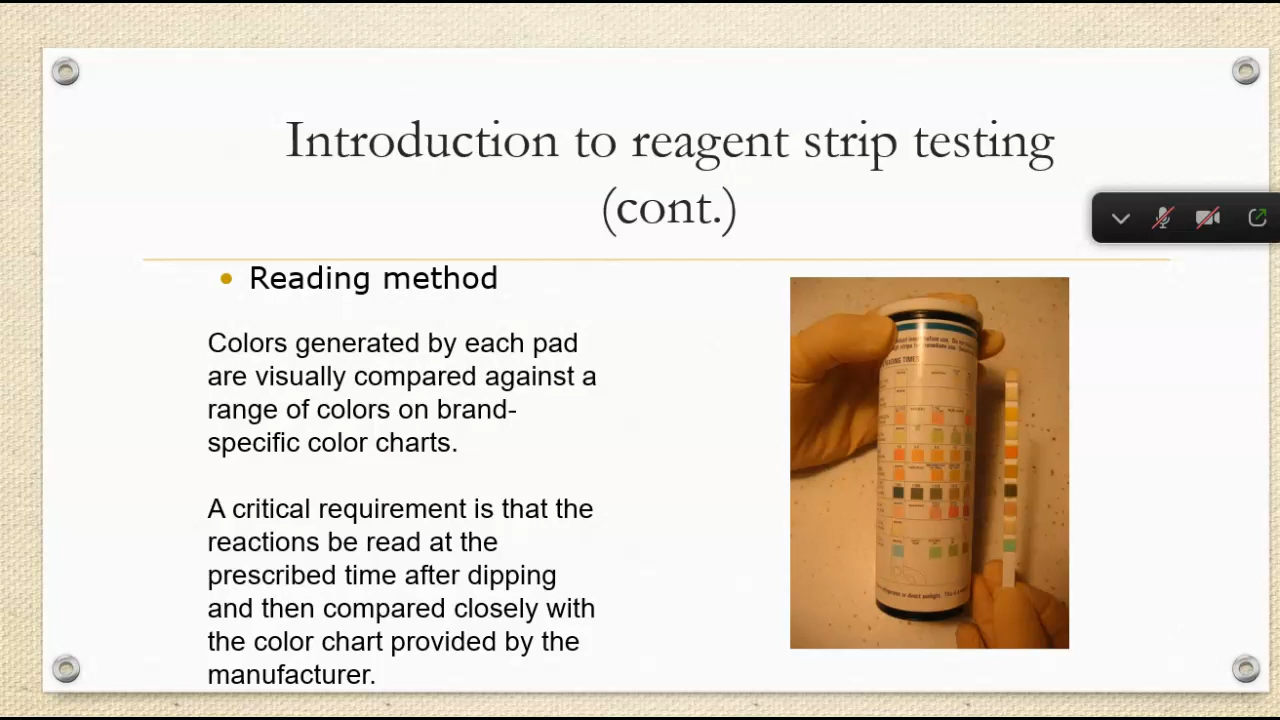 Introduction to reagent strip testing
(cont.)
Reading method
Colors generated by each pad
are visually compared against a
range of colors on brand-
specific color charts.
A critical requirement is that the
reactions be read at the
prescribed time after dipping
and then compared closely with
the color chart provided by the
manufacturer.
READING TIME